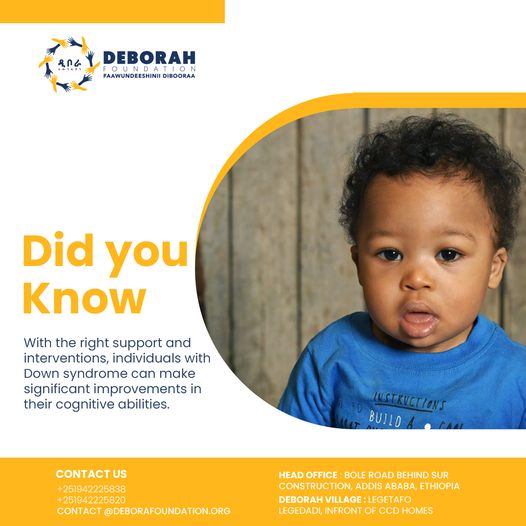 ዲቦራ
DEBORAH
FOUNDATION
FAAWUNDEESHINII DIBOORAA
Did you
Know
With the right support and
interventions, individuals with
Down syndrome can make
significant improvements in
their cognitive abilities.
INSTRUCTIONS
BUILD A COOL
CONTACT US
+251942225838
+251942225820
CONTACT @DEBORAFOUNDATION.ORG
HEAD OFFICE : BOLE ROAD BEHIND SUR
CONSTRUCTION, ADDIS ABABA, ETHIOPIA
DEBORAH VILLAGE : LEGETAFO
LEGEDADI, INFRONT OF CCD HOMES